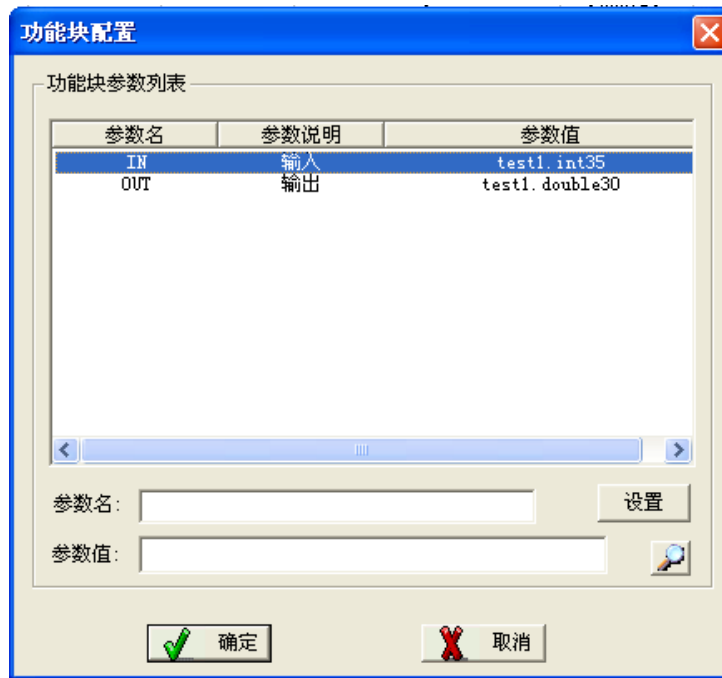 功能块配置
功能块参数列表
参数名 参数说明 参数值
IN 输入 test1.int35
OUT 输出 test1.double30
参数名:
设置
参数值:
确定 取消